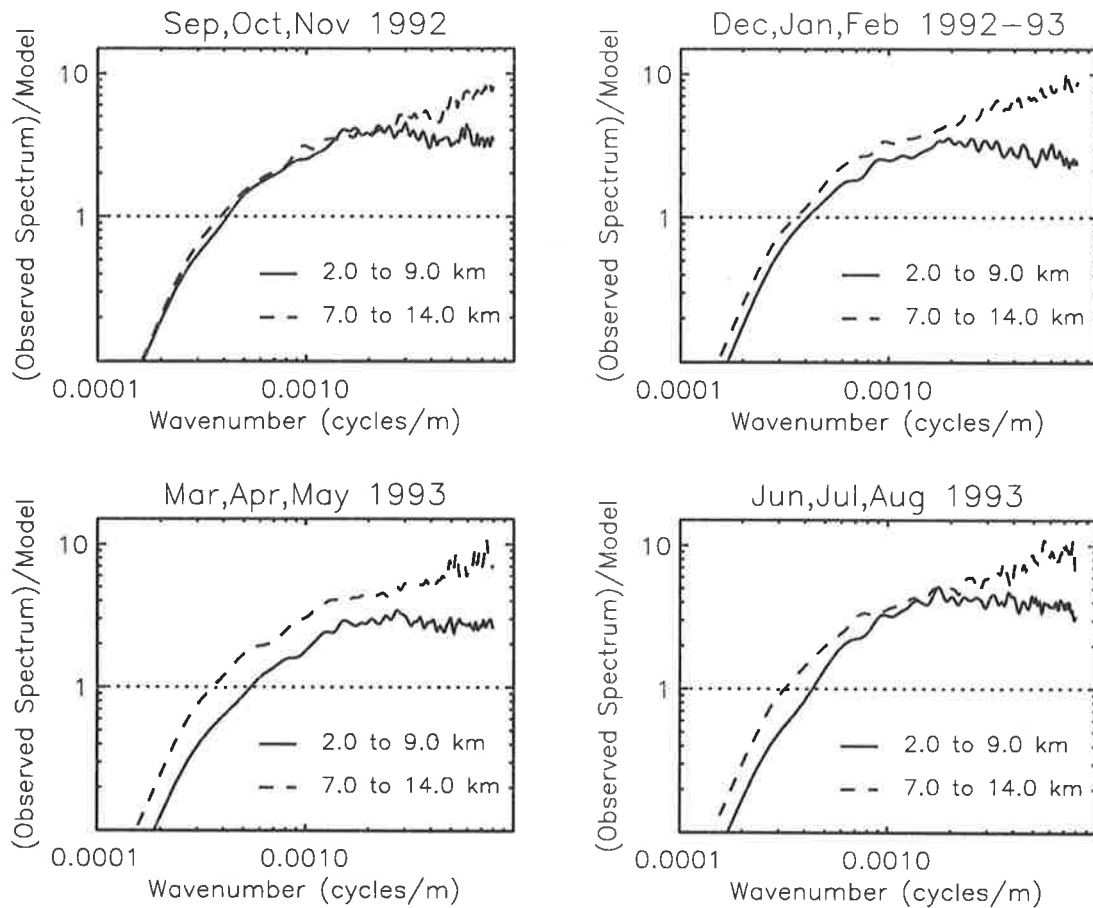 Sep,Oct,Nov 1992
(Observed Spectrum)/Model
10
1
2.0 to 9.0 km
7.0 to 14.0 km
0.0001
0.0010
Wavenumber (cycles/m)
Dec,Jan,Feb 1992-93
(Observed Spectrum)/Model
10
1
2.0 to 9.0 km
7.0 to 14.0 km
0.0001
0.0010
Wavenumber (cycles/m)
Mar,Apr,May 1993
(Observed Spectrum)/Model
10
1
2.0 to 9.0 km
7.0 to 14.0 km
0.0001
0.0010
Wavenumber (cycles/m)
Jun,Jul,Aug 1993
(Observed Spectrum)/Model
10
1
2.0 to 9.0 km
7.0 to 14.0 km
0.0001
0.0010
Wavenumber (cycles/m)